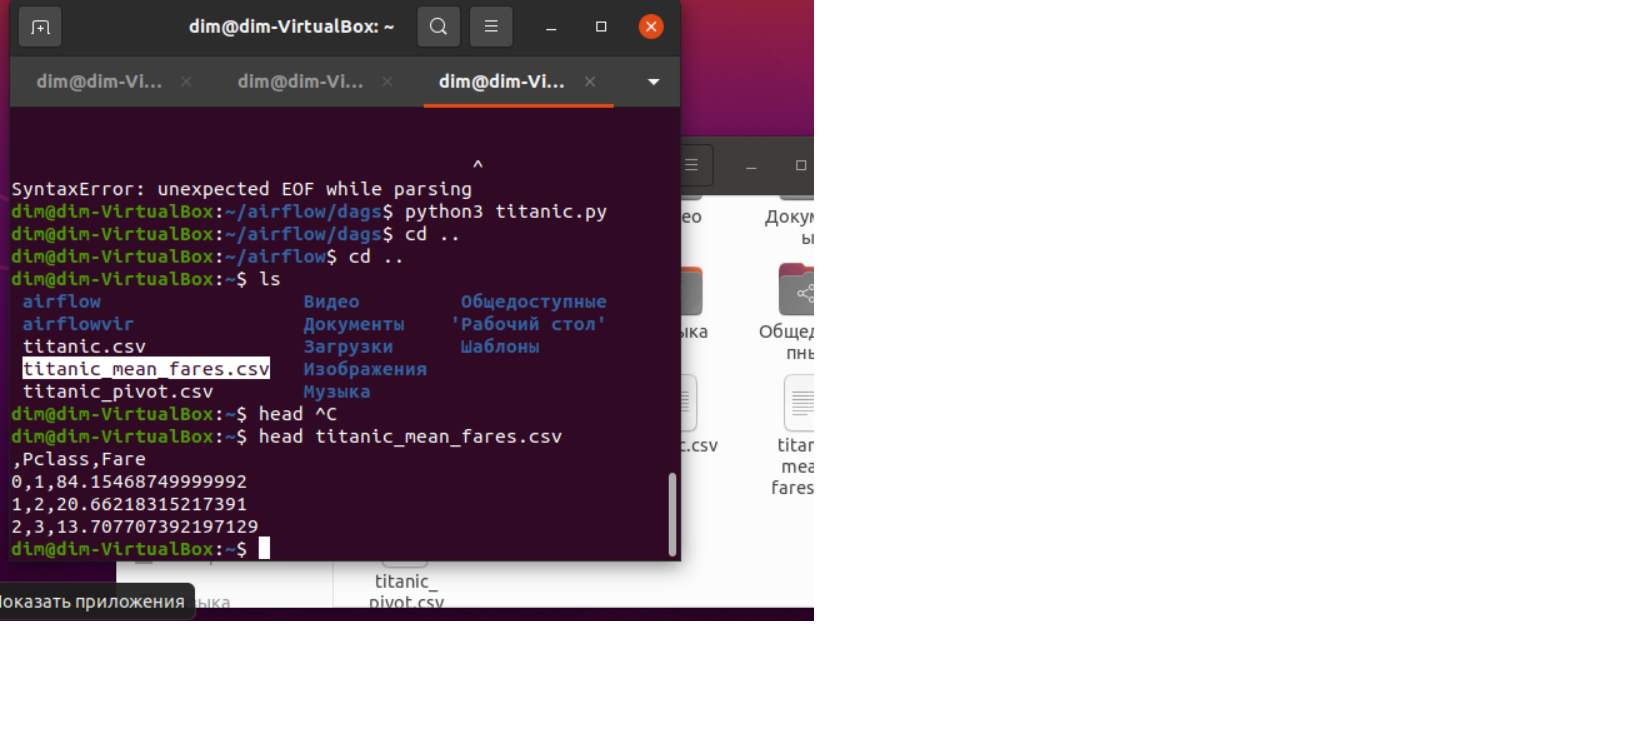 dim@dim-VirtualBox: ~
dim@dim-Vi... dim@dim-Vi... dim@dim-Vi...
^
SyntaxError: unexpected EOF while parsing
dim@dim-VirtualBox:~/airflow/dags$ python3 titanic.py
dim@dim-VirtualBox:~/airflow/dags$ cd ..
dim@dim-VirtualBox:~/airflow$ cd ..
dim@dim-VirtualBox:~$ ls
airflow Видео Общедоступные
airflowvir Документы 'Рабочий стол'
titanic.csv Загрузки Шаблоны
titanic_mean_fares.csv Изображения
titanic_pivot.csv Музыка
dim@dim-VirtualBox:~$ head ^C
dim@dim-VirtualBox:~$ head titanic_mean_fares.csv
,Pclass,Fare
0,1,84.15468749999992
1,2,20.66218315217391
2,3,13.707707392197129
dim@dim-VirtualBox:~$
ео Докум
ы
ыка Общед
пны
c.csv titan
mea
fares
titanic_
pivot.csv
Показать приложения
зыка